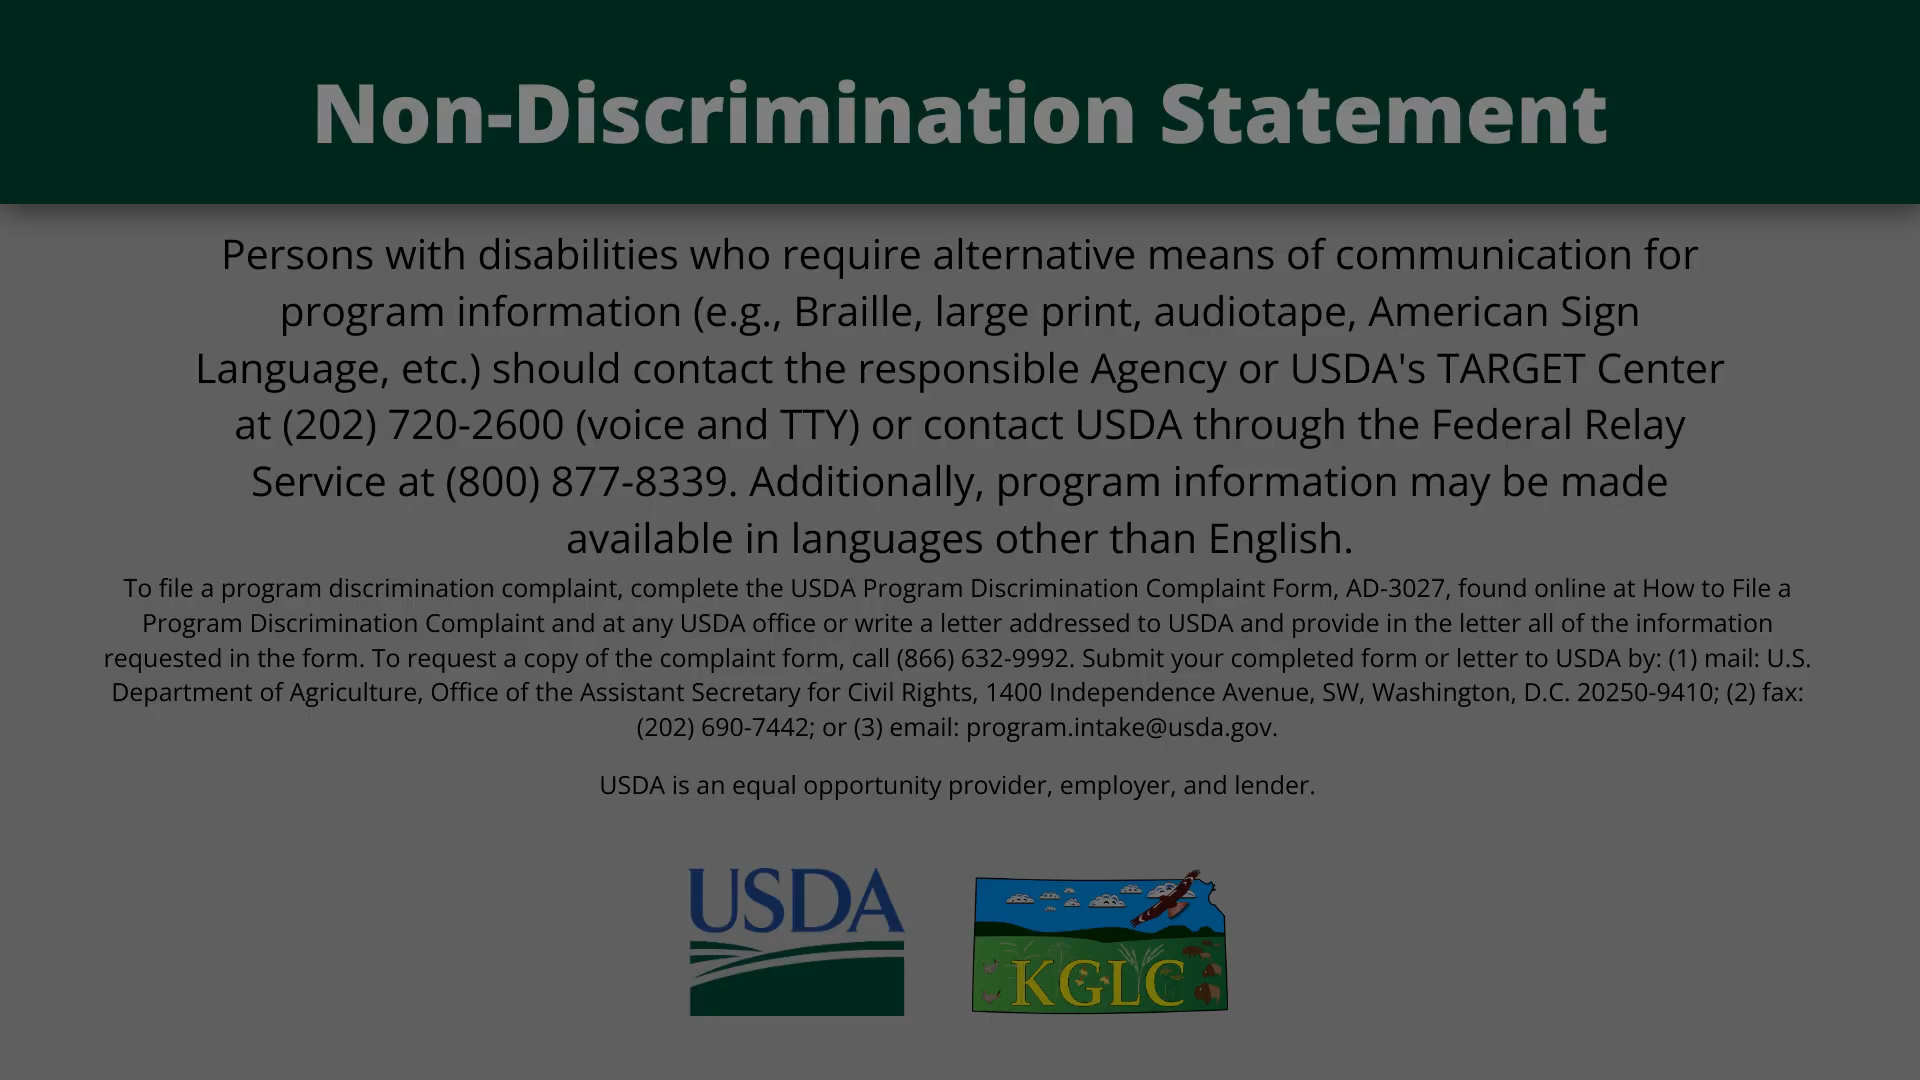 Non-Discrimination Statement
Persons with disabilities who require alternative means of communication for
program information (e.g., Braille, large print, audiotape, American Sign
Language, etc.) should contact the responsible Agency or USDA's TARGET Center
at (202) 720-2600 (voice and TTY) or contact USDA through the Federal Relay
Service at (800) 877-8339. Additionally, program information may be made
available in languages other than English.
To file a program discrimination complaint, complete the USDA Program Discrimination Complaint Form, AD-3027, found online at How to File a
Program Discrimination Complaint and at any USDA office or write a letter addressed to USDA and provide in the letter all of the information
requested in the form. To request a copy of the complaint form, call (866) 632-9992. Submit your completed form or letter to USDA by: (1) mail: U.S.
Department of Agriculture, Office of the Assistant Secretary for Civil Rights, 1400 Independence Avenue, SW, Washington, D.C. 20250-9410; (2) fax:
(202) 690-7442; or (3) email: program.intake@usda.gov.
USDA is an equal opportunity provider, employer, and lender.
USDA
KGLC